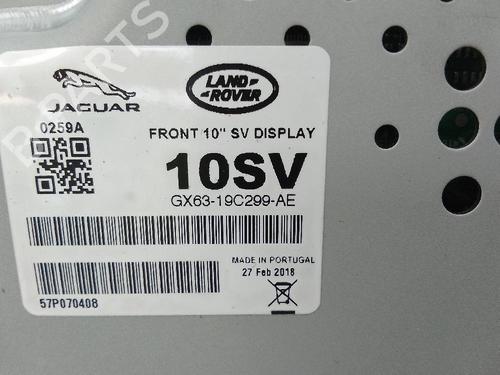 JAGUAR
LAND
ROVER
0259A
FRONT 10" SV DISPLAY
10SV
GX63-19C299-AE
MADE IN PORTUGAL
27 Feb 2018
57P070408